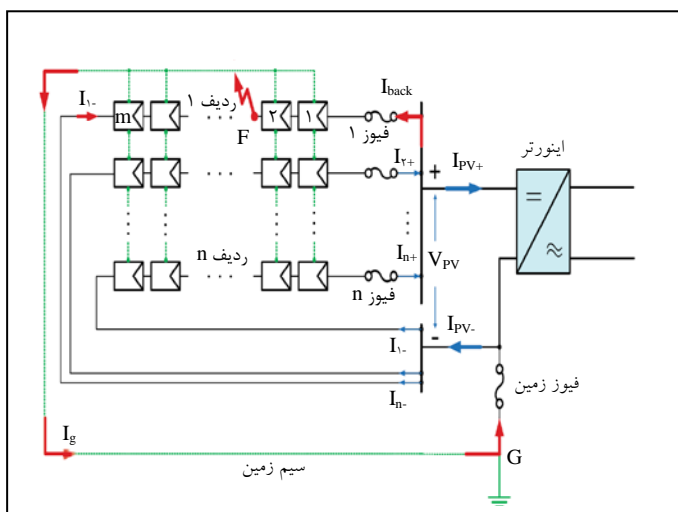 I۱-
m
ردیف ۱
F
۲
۱
فیوز ۱
Iback
I۲+
In+
ردیف n
فیوز n
+
VPV
-
IPV+
اینورتر
=
≈
IPV-
I۱-
In-
فیوز زمین
Ig
سیم زمین
G